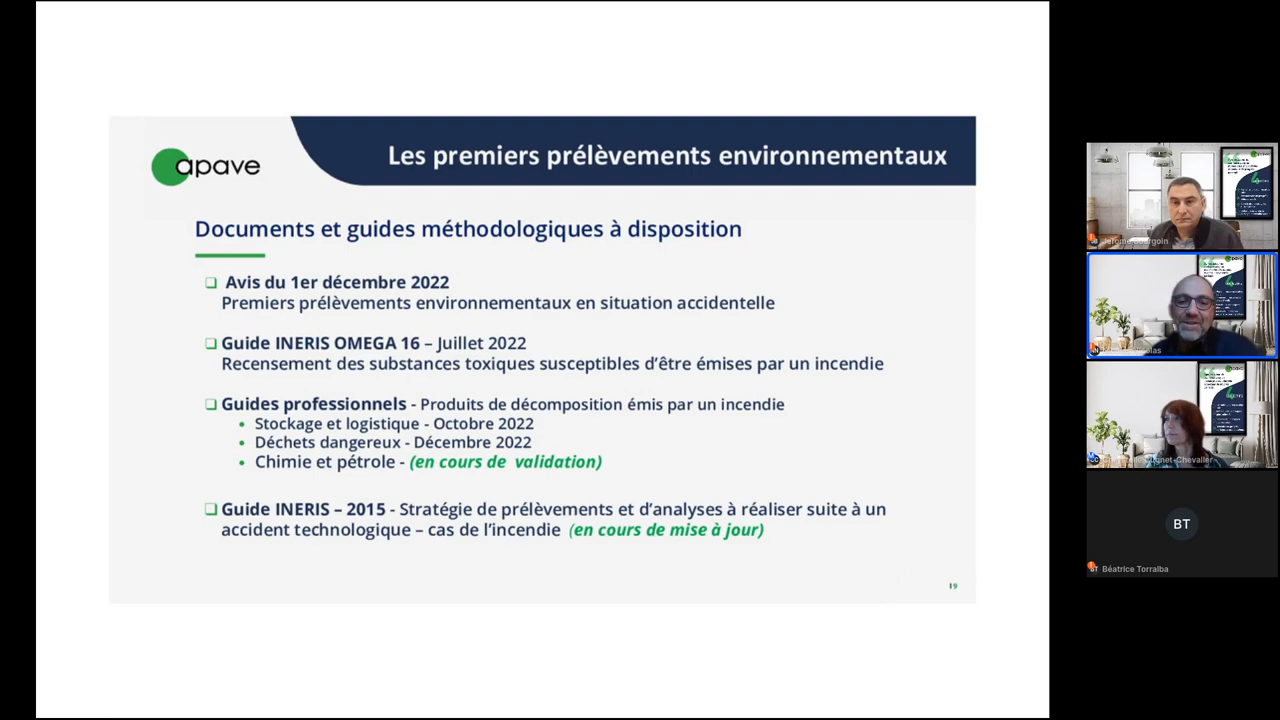 apave
Les premiers prélèvements environnementaux
Documents et guides méthodologiques à disposition
Avis du 1er décembre 2022
Premiers prélèvements environnementaux en situation accidentelle
Guide INERIS OMEGA 16 – Juillet 2022
Recensement des substances toxiques susceptibles d'être émises par un incendie
Guides professionnels - Produits de décomposition émis par un incendie
• Stockage et logistique - Octobre 2022
• Déchets dangereux - Décembre 2022
• Chimie et pétrole - (en cours de validation)
Guide INERIS – 2015 - Stratégie de prélèvements et d'analyses à réaliser suite à un
accident technologique – cas de l'incendie (en cours de mise à jour)
9
BT
Béatrice Torralba